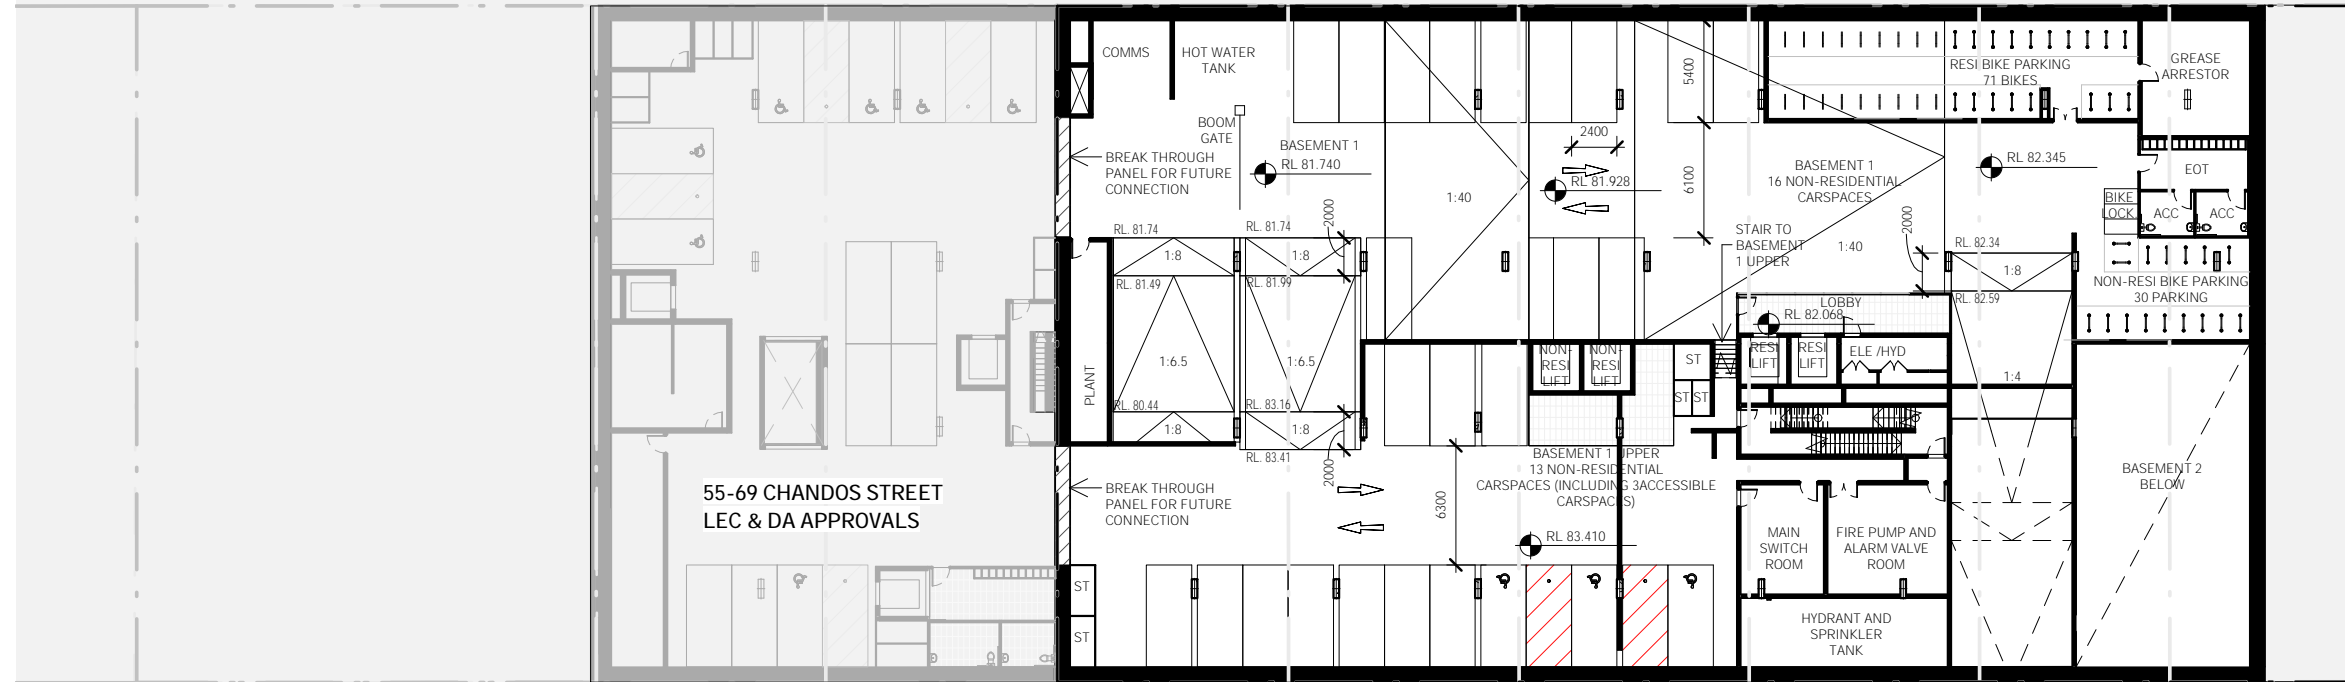 COMMS
HOT WATER
TANK
BOOM
GATE
BREAK THROUGH
PANEL FOR FUTURE
CONNECTION
BASEMENT 1
RL 81.740
1:40
2400
RL 81.928
5400
6100
RESI BIKE PARKING
71 BIKES
GREASE
ARRESTOR
BASEMENT 1
16 NON-RESIDENTIAL
CARSPACES
RL 82.345
EOT
BIKE
LOCK
ACC
ACC
STAIR TO
BASEMENT
1 UPPER
1:40
2000
RL. 82.34
1:8
RL. 82.59
NON-RESI BIKE PARKING
30 PARKING
RL. 81.74
RL. 81.74
2000
1:8
1:8
RL. 81.49
RL. 81.99
1:6.5
1:6.5
RL. 80.44
RL. 83.16
1:8
1:8
RL. 83.41
2000
PLANT
LOBBY
RL 82.068
NON-
RESI
LIFT
NON-
RESI
LIFT
ST
ST
ST
RESI
LIFT
RESI
LIFT
ELE /HYD
1:4
BASEMENT 2
BELOW
55-69 CHANDOS STREET
LEC & DA APPROVALS
BREAK THROUGH
PANEL FOR FUTURE
CONNECTION
6300
BASEMENT 1 UPPER
13 NON-RESIDENTIAL
CARSPACES (INCLUDING 3ACCESSIBLE
CARSPACES)
RL 83.410
MAIN
SWITCH
ROOM
FIRE PUMP AND
ALARM VALVE
ROOM
HYDRANT AND
SPRINKLER
TANK
ST
ST